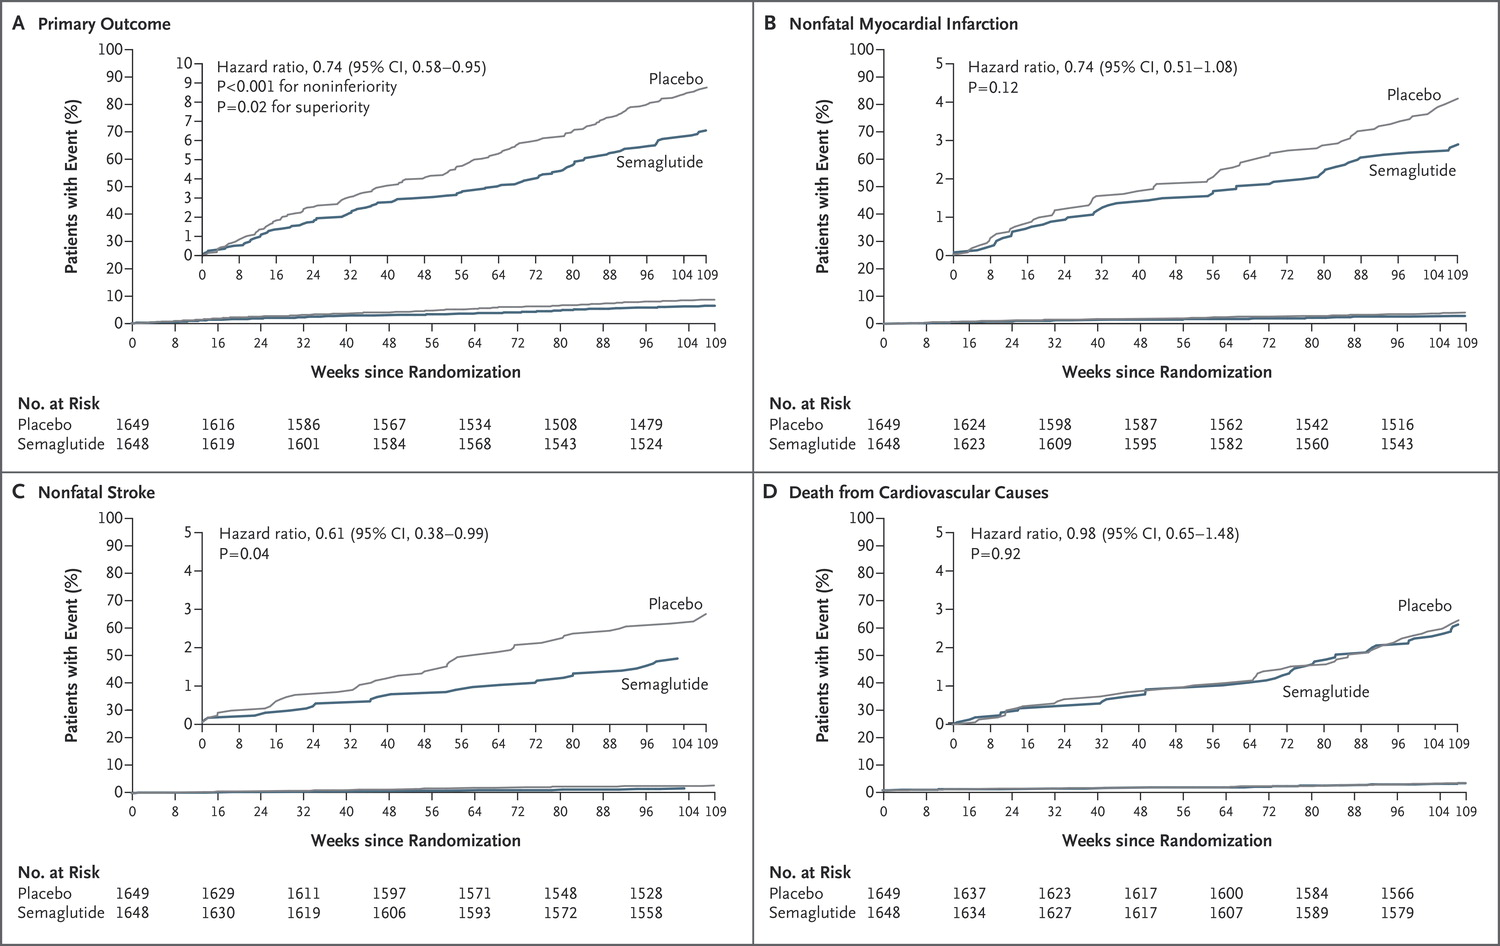 A Primary Outcome
Patients with Event (%)
100
90
80
70
60
50
40
30
20
10
0
10
9
8
7
6
5
4
3
2
1
0
Hazard ratio, 0.74 (95% CI, 0.58–0.95)
P<0.001 for noninferiority
P=0.02 for superiority
Placebo
Semaglutide
0 8 16 24 32 40 48 56 64 72 80 88 96 104 109
0 8 16 24 32 40 48 56 64 72 80 88 96 104 109
Weeks since Randomization
No. at Risk
Placebo 1649 1616 1586 1567 1534 1508 1479
Semaglutide 1648 1619 1601 1584 1568 1543 1524
B Nonfatal Myocardial Infarction
Patients with Event (%)
100
90
80
70
60
50
40
30
20
10
0
5
4
3
2
1
0
Hazard ratio, 0.74 (95% CI, 0.51–1.08)
P=0.12
Placebo
Semaglutide
0 8 16 24 32 40 48 56 64 72 80 88 96 104 109
0 8 16 24 32 40 48 56 64 72 80 88 96 104 109
Weeks since Randomization
No. at Risk
Placebo 1649 1624 1598 1587 1562 1542 1516
Semaglutide 1648 1623 1609 1595 1582 1560 1543
C Nonfatal Stroke
Patients with Event (%)
100
90
80
70
60
50
40
30
20
10
0
5
4
3
2
1
0
Hazard ratio, 0.61 (95% CI, 0.38–0.99)
P=0.04
Placebo
Semaglutide
0 8 16 24 32 40 48 56 64 72 80 88 96 104 109
0 8 16 24 32 40 48 56 64 72 80 88 96 104 109
Weeks since Randomization
No. at Risk
Placebo 1649 1629 1611 1597 1571 1548 1528
Semaglutide 1648 1630 1619 1606 1593 1572 1558
D Death from Cardiovascular Causes
Patients with Event (%)
100
90
80
70
60
50
40
30
20
10
0
5
4
3
2
1
0
Hazard ratio, 0.98 (95% CI, 0.65–1.48)
P=0.92
Placebo
Semaglutide
0 8 16 24 32 40 48 56 64 72 80 88 96 104 109
0 8 16 24 32 40 48 56 64 72 80 88 96 104 109
Weeks since Randomization
No. at Risk
Placebo 1649 1637 1623 1617 1600 1584 1566
Semaglutide 1648 1634 1627 1617 1607 1589 1579